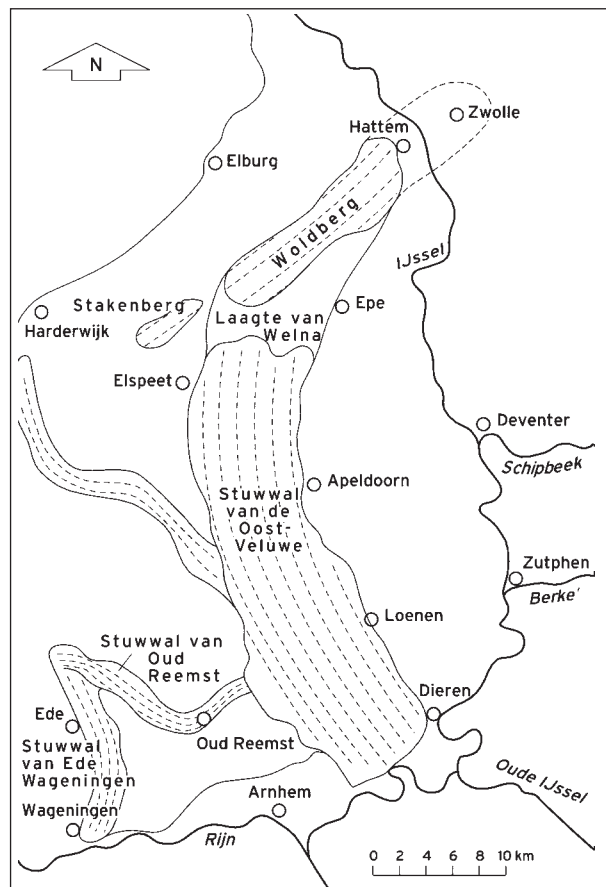 N
Zwolle
Hattem
Elburg
Woldberg
IJssel
Stakenberg
Harderwijk
Laagte van
Welna
Epe
Elspeet
Deventer
Schipbeek
Apeldoorn
Stuwwal
van de
Oost-
Veluwe
Zutphen
Berke'
Loenen
Stuwwal van
Oud
Reemst
Dieren
Ede
Oud Reemst
Stuwwal
van Ede
Wageningen
Oude IJssel
Arnhem
Wageningen
Rijn
0 2 4 6 8 10 km